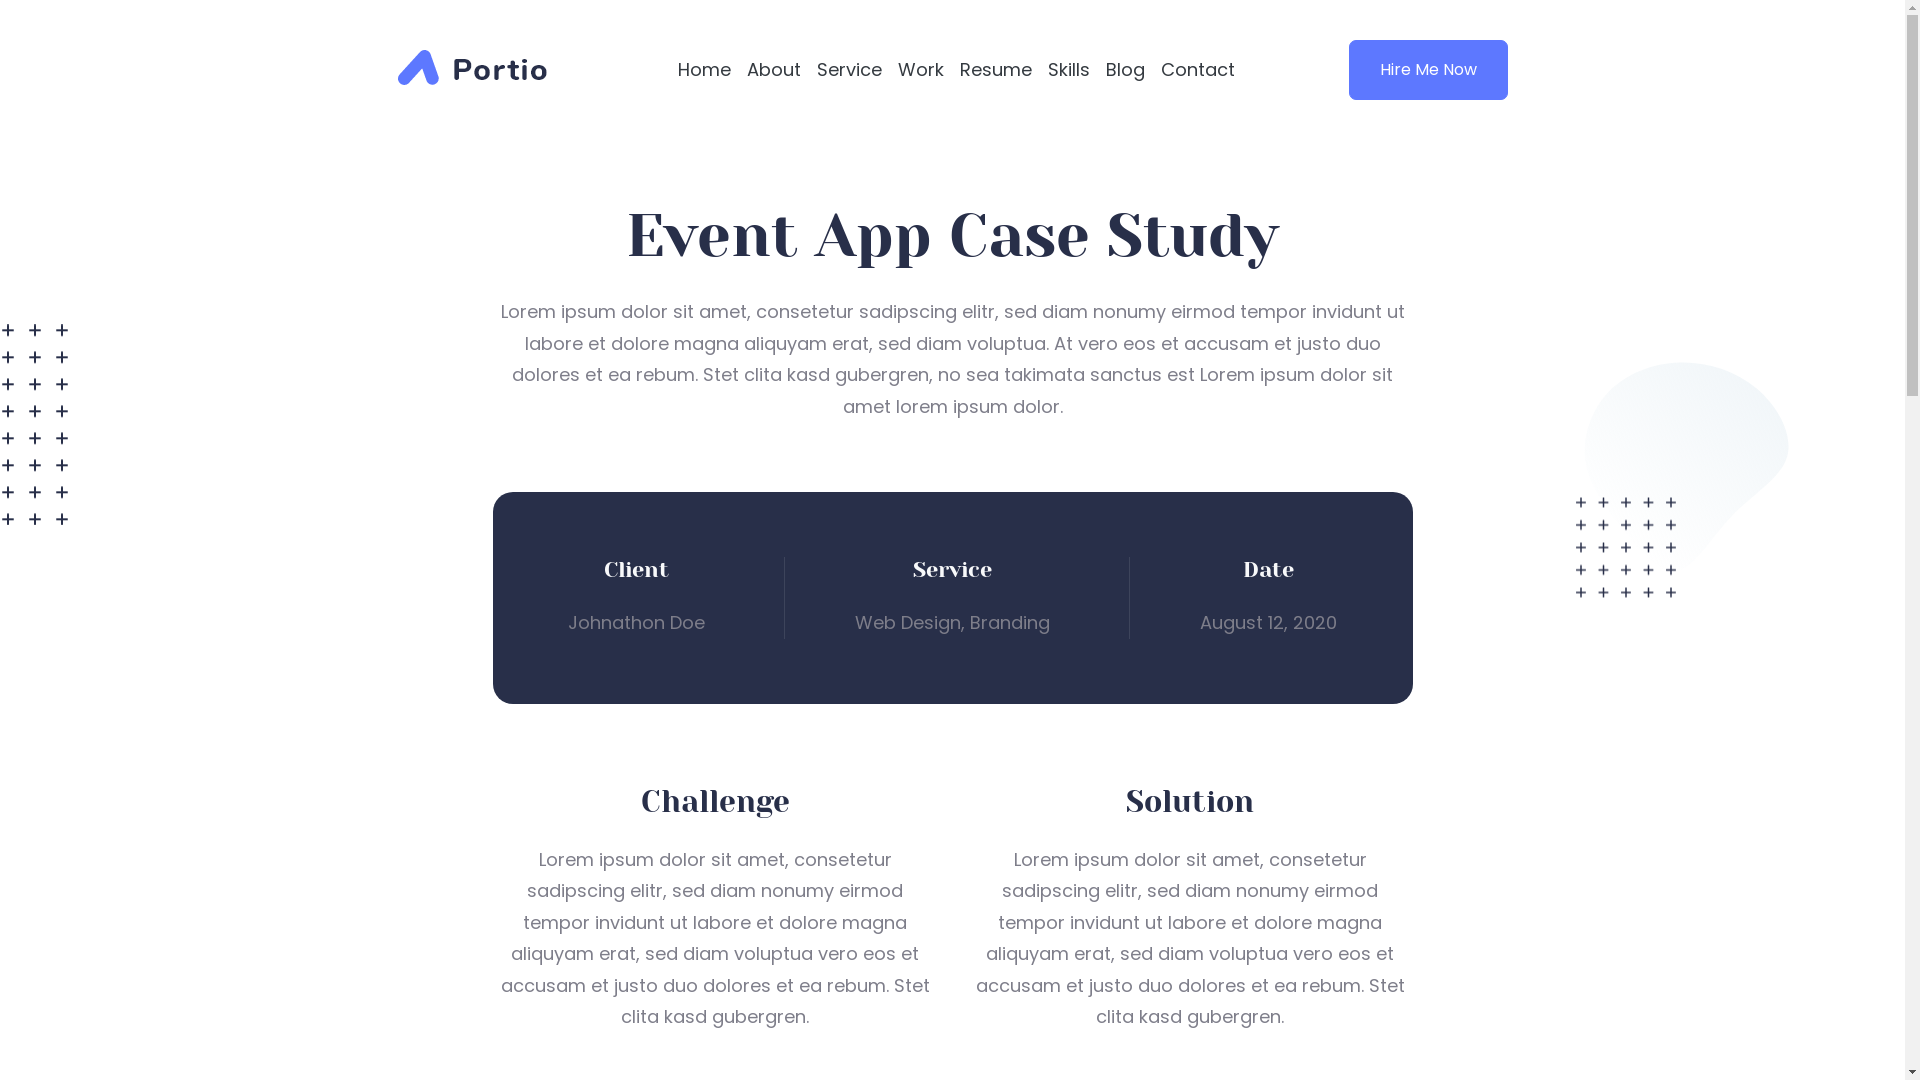 Portio
Home About Service Work Resume Skills Blog Contact
Hire Me Now
Event App Case Study
Lorem ipsum dolor sit amet, consetetur sadipscing elitr, sed diam nonumy eirmod tempor invidunt ut
labore et dolore magna aliquyam erat, sed diam voluptua. At vero eos et accusam et justo duo
dolores et ea rebum. Stet clita kasd gubergren, no sea takimata sanctus est Lorem ipsum dolor sit
amet lorem ipsum dolor.
Client
Johnathon Doe
Service
Web Design, Branding
Date
August 12, 2020
Challenge
Lorem ipsum dolor sit amet, consetetur
sadipscing elitr, sed diam nonumy eirmod
tempor invidunt ut labore et dolore magna
aliquyam erat, sed diam voluptua vero eos et
accusam et justo duo dolores et ea rebum. Stet
clita kasd gubergren.
Solution
Lorem ipsum dolor sit amet, consetetur
sadipscing elitr, sed diam nonumy eirmod
tempor invidunt ut labore et dolore magna
aliquyam erat, sed diam voluptua vero eos et
accusam et justo duo dolores et ea rebum. Stet
clita kasd gubergren.